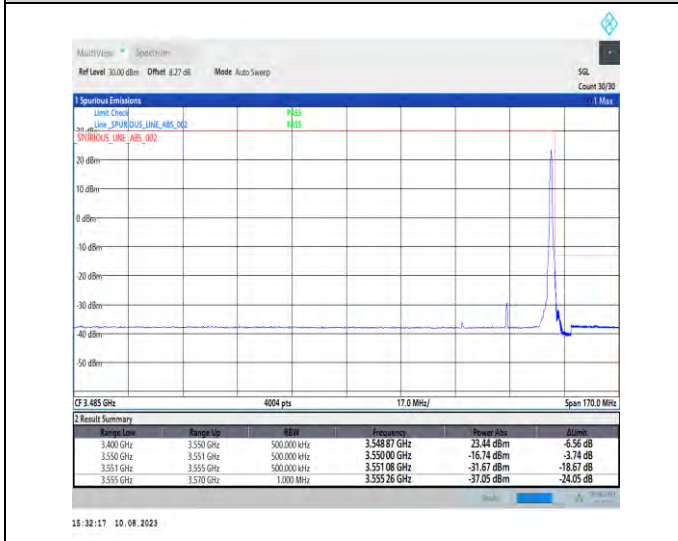 MultiView Spectrum
Ref Level 30.00 dBm Offset 8.27 dB Mode Auto Sweep SGL
Count 30/30
1 Spurious Emissions 1 Max
Limit Check PASS
Line _SPURIOUS_LINE_ABS_002 PASS
_SPURIOUS_LINE_ABS_002
20 dBm
10 dBm
0 dBm
-10 dBm
-20 dBm
-30 dBm
-40 dBm
-50 dBm
CF 3.485 GHz 4004 pts 17.0 MHz/ Span 170.0 MHz
2 Result Summary
Range Low Range Up RBW Frequency Power Abs ΔLimit
3.400 GHz 3.550 GHz 500.000 kHz 3.548 87 GHz 23.44 dBm -6.56 dB
3.550 GHz 3.551 GHz 500.000 kHz 3.550 00 GHz -16.74 dBm -3.74 dB
3.551 GHz 3.555 GHz 500.000 kHz 3.551 08 GHz -31.67 dBm -18.67 dB
3.555 GHz 3.570 GHz 1.000 MHz 3.555 26 GHz -37.05 dBm -24.05 dB
15:32:17 10.08.2023